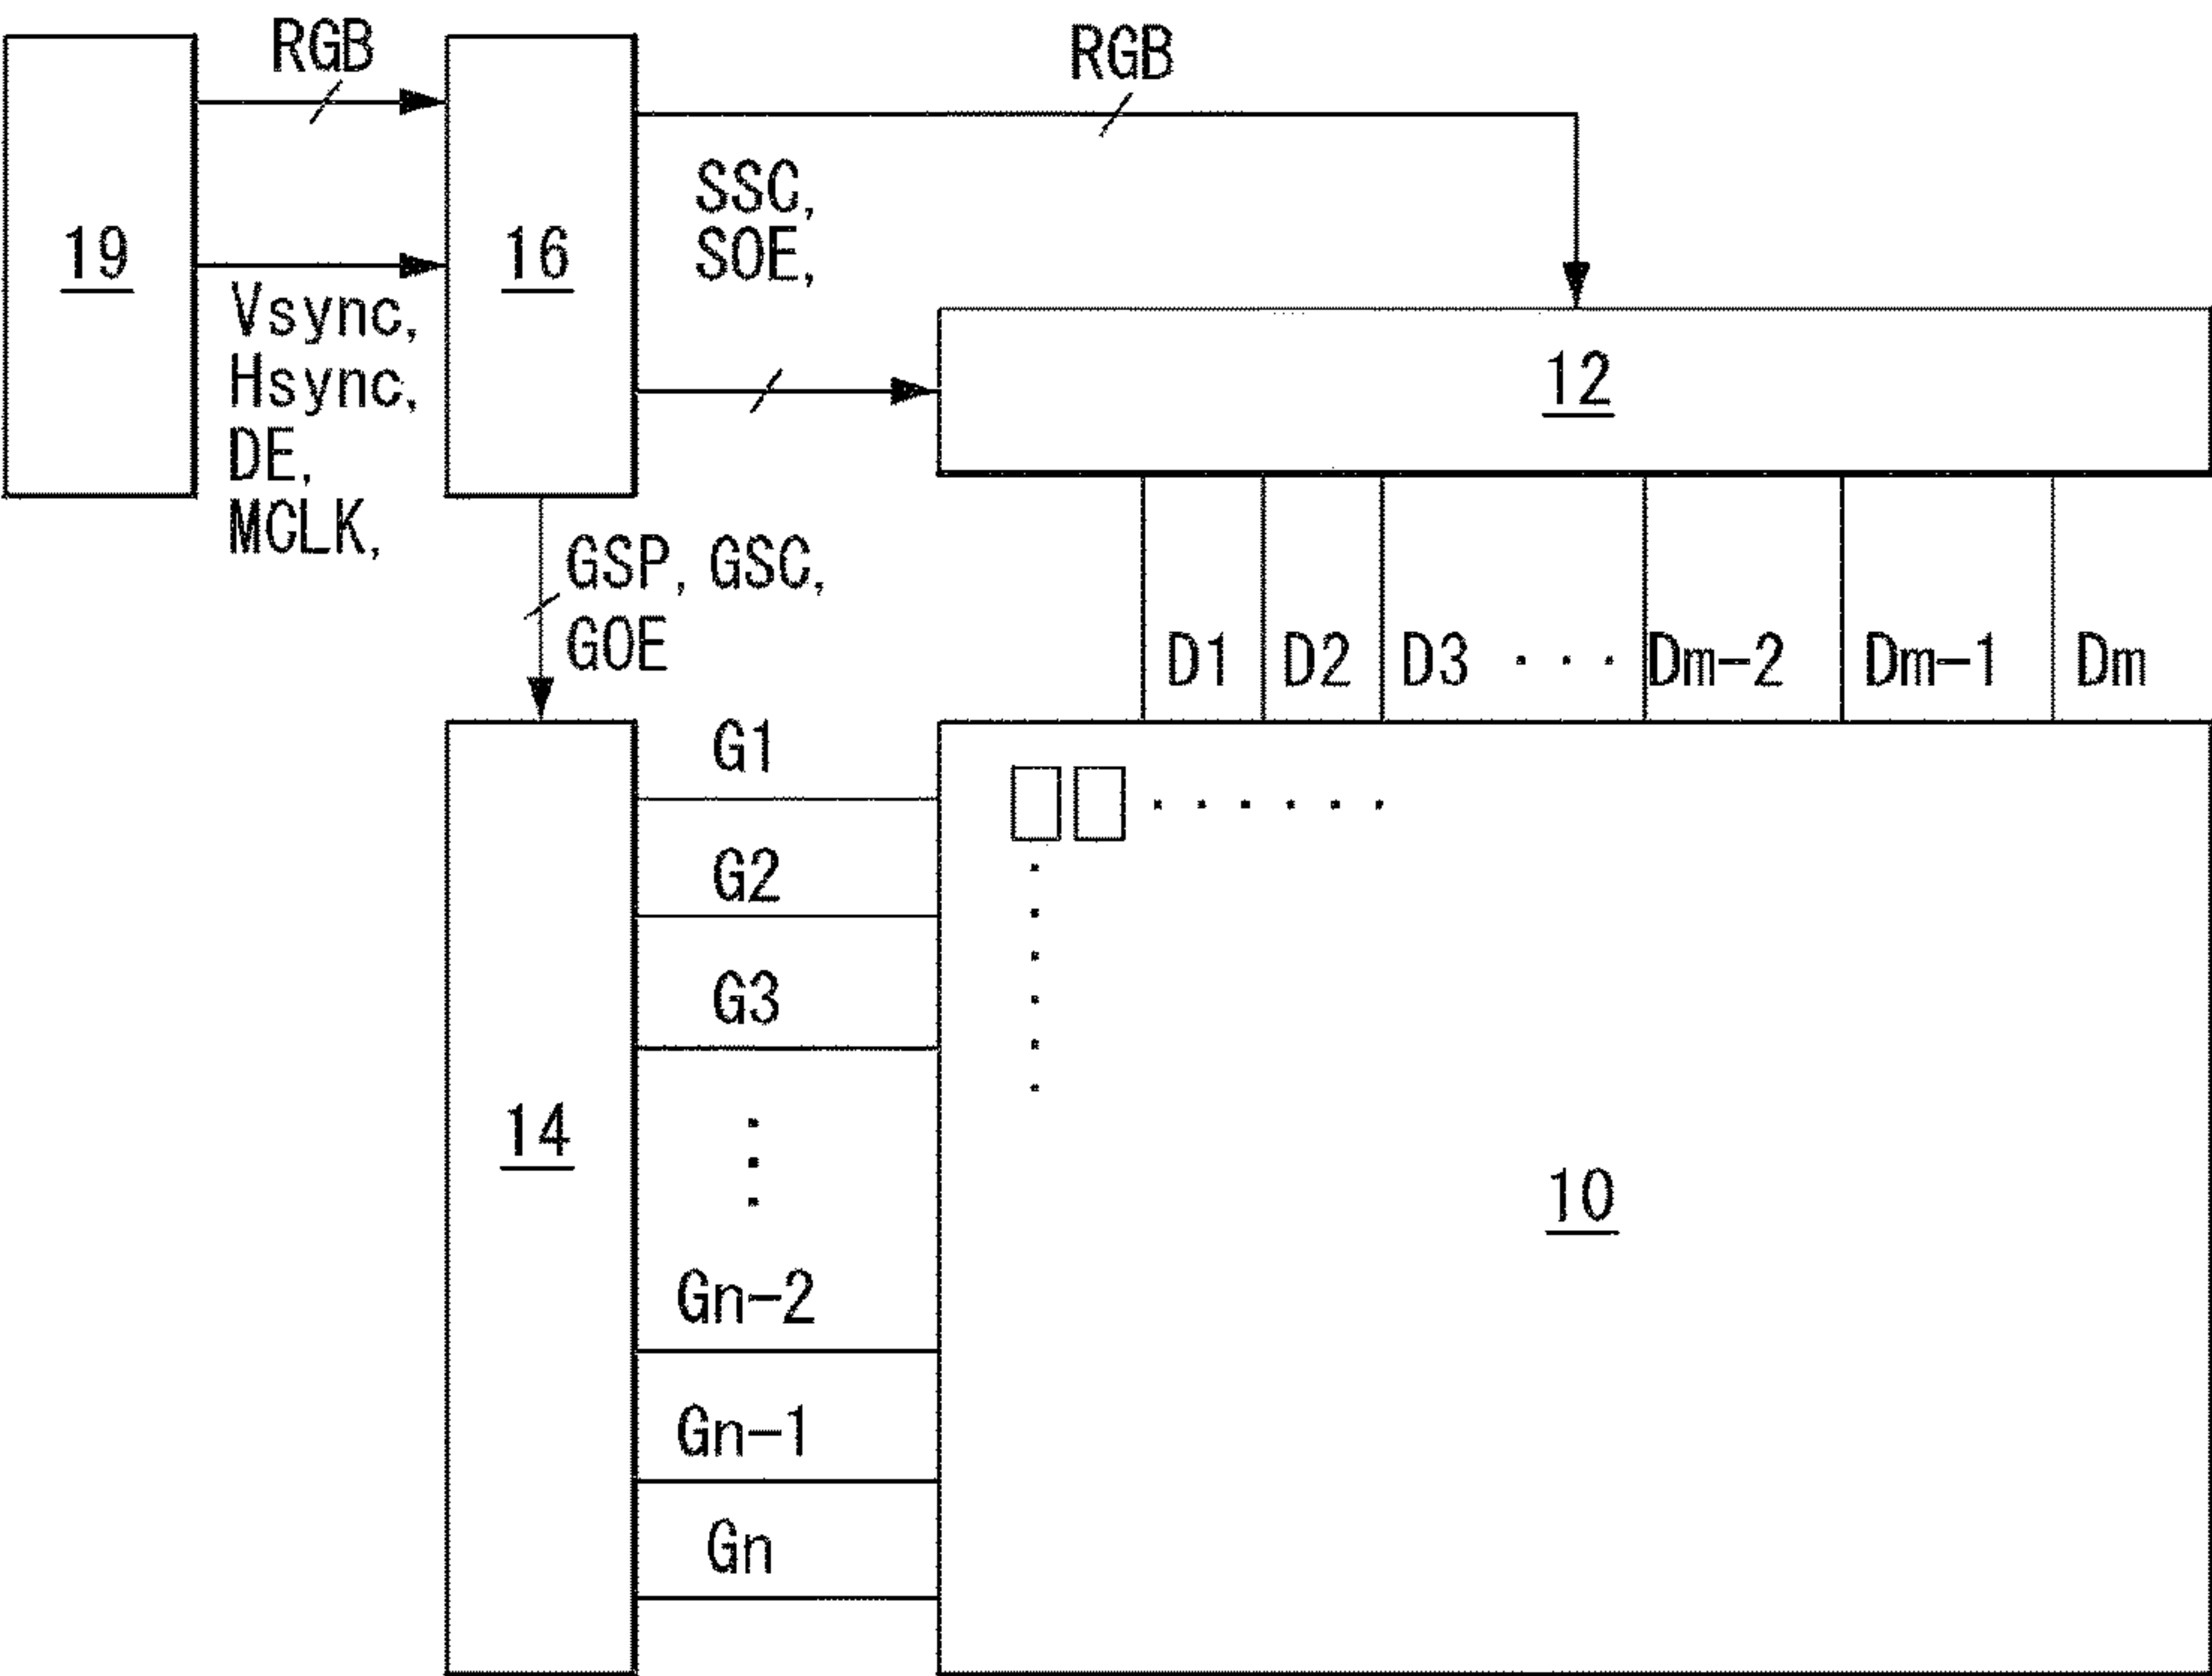 RGB
RGB
SSC,
SOE,
19
16
Vsync,
Hsync,
DE,
MCLK,
12
GSP, GSC,
GOE
D1 D2 D3 ··· Dm-2 Dm-1 Dm
G1
G2
G3
14
10
Gn-2
Gn-1
Gn